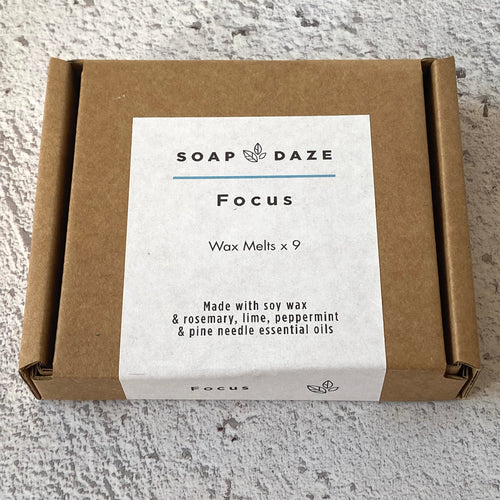 SOAP DAZE
Focus
Wax Melts x 9
Made with soy wax
& rosemary, lime, peppermint
& pine needle essential oils
Focus